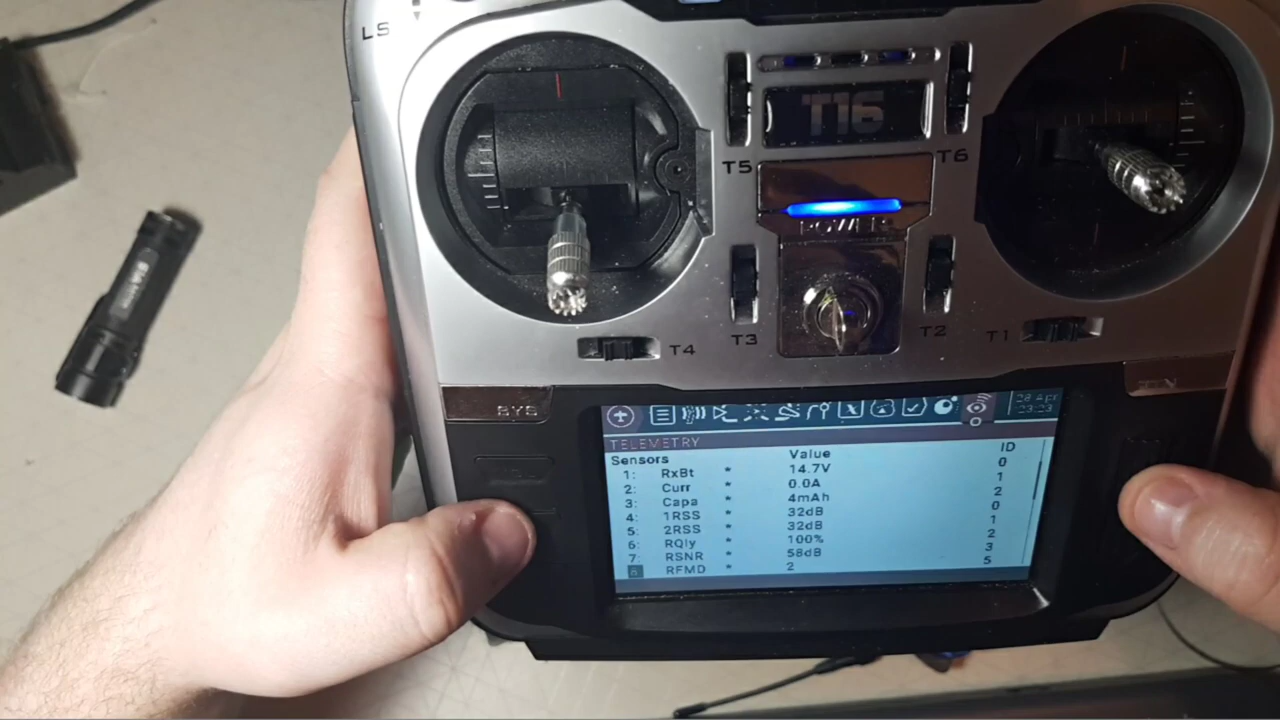 LS
T16
T5
T6
POWER
T3
T2
T1
T4
SYS
28 Apr
23:23
TELEMETRY
Sensors Value ID
1: RxBt * 14.7V 0
2: Curr * 0.0A 1
3: Capa * 4mAh 2
4: 1RSS * 32dB 0
5: 2RSS * 32dB 1
6: RQly * 100% 2
7: RSNR * 58dB 3
8 RFMD * 2 5